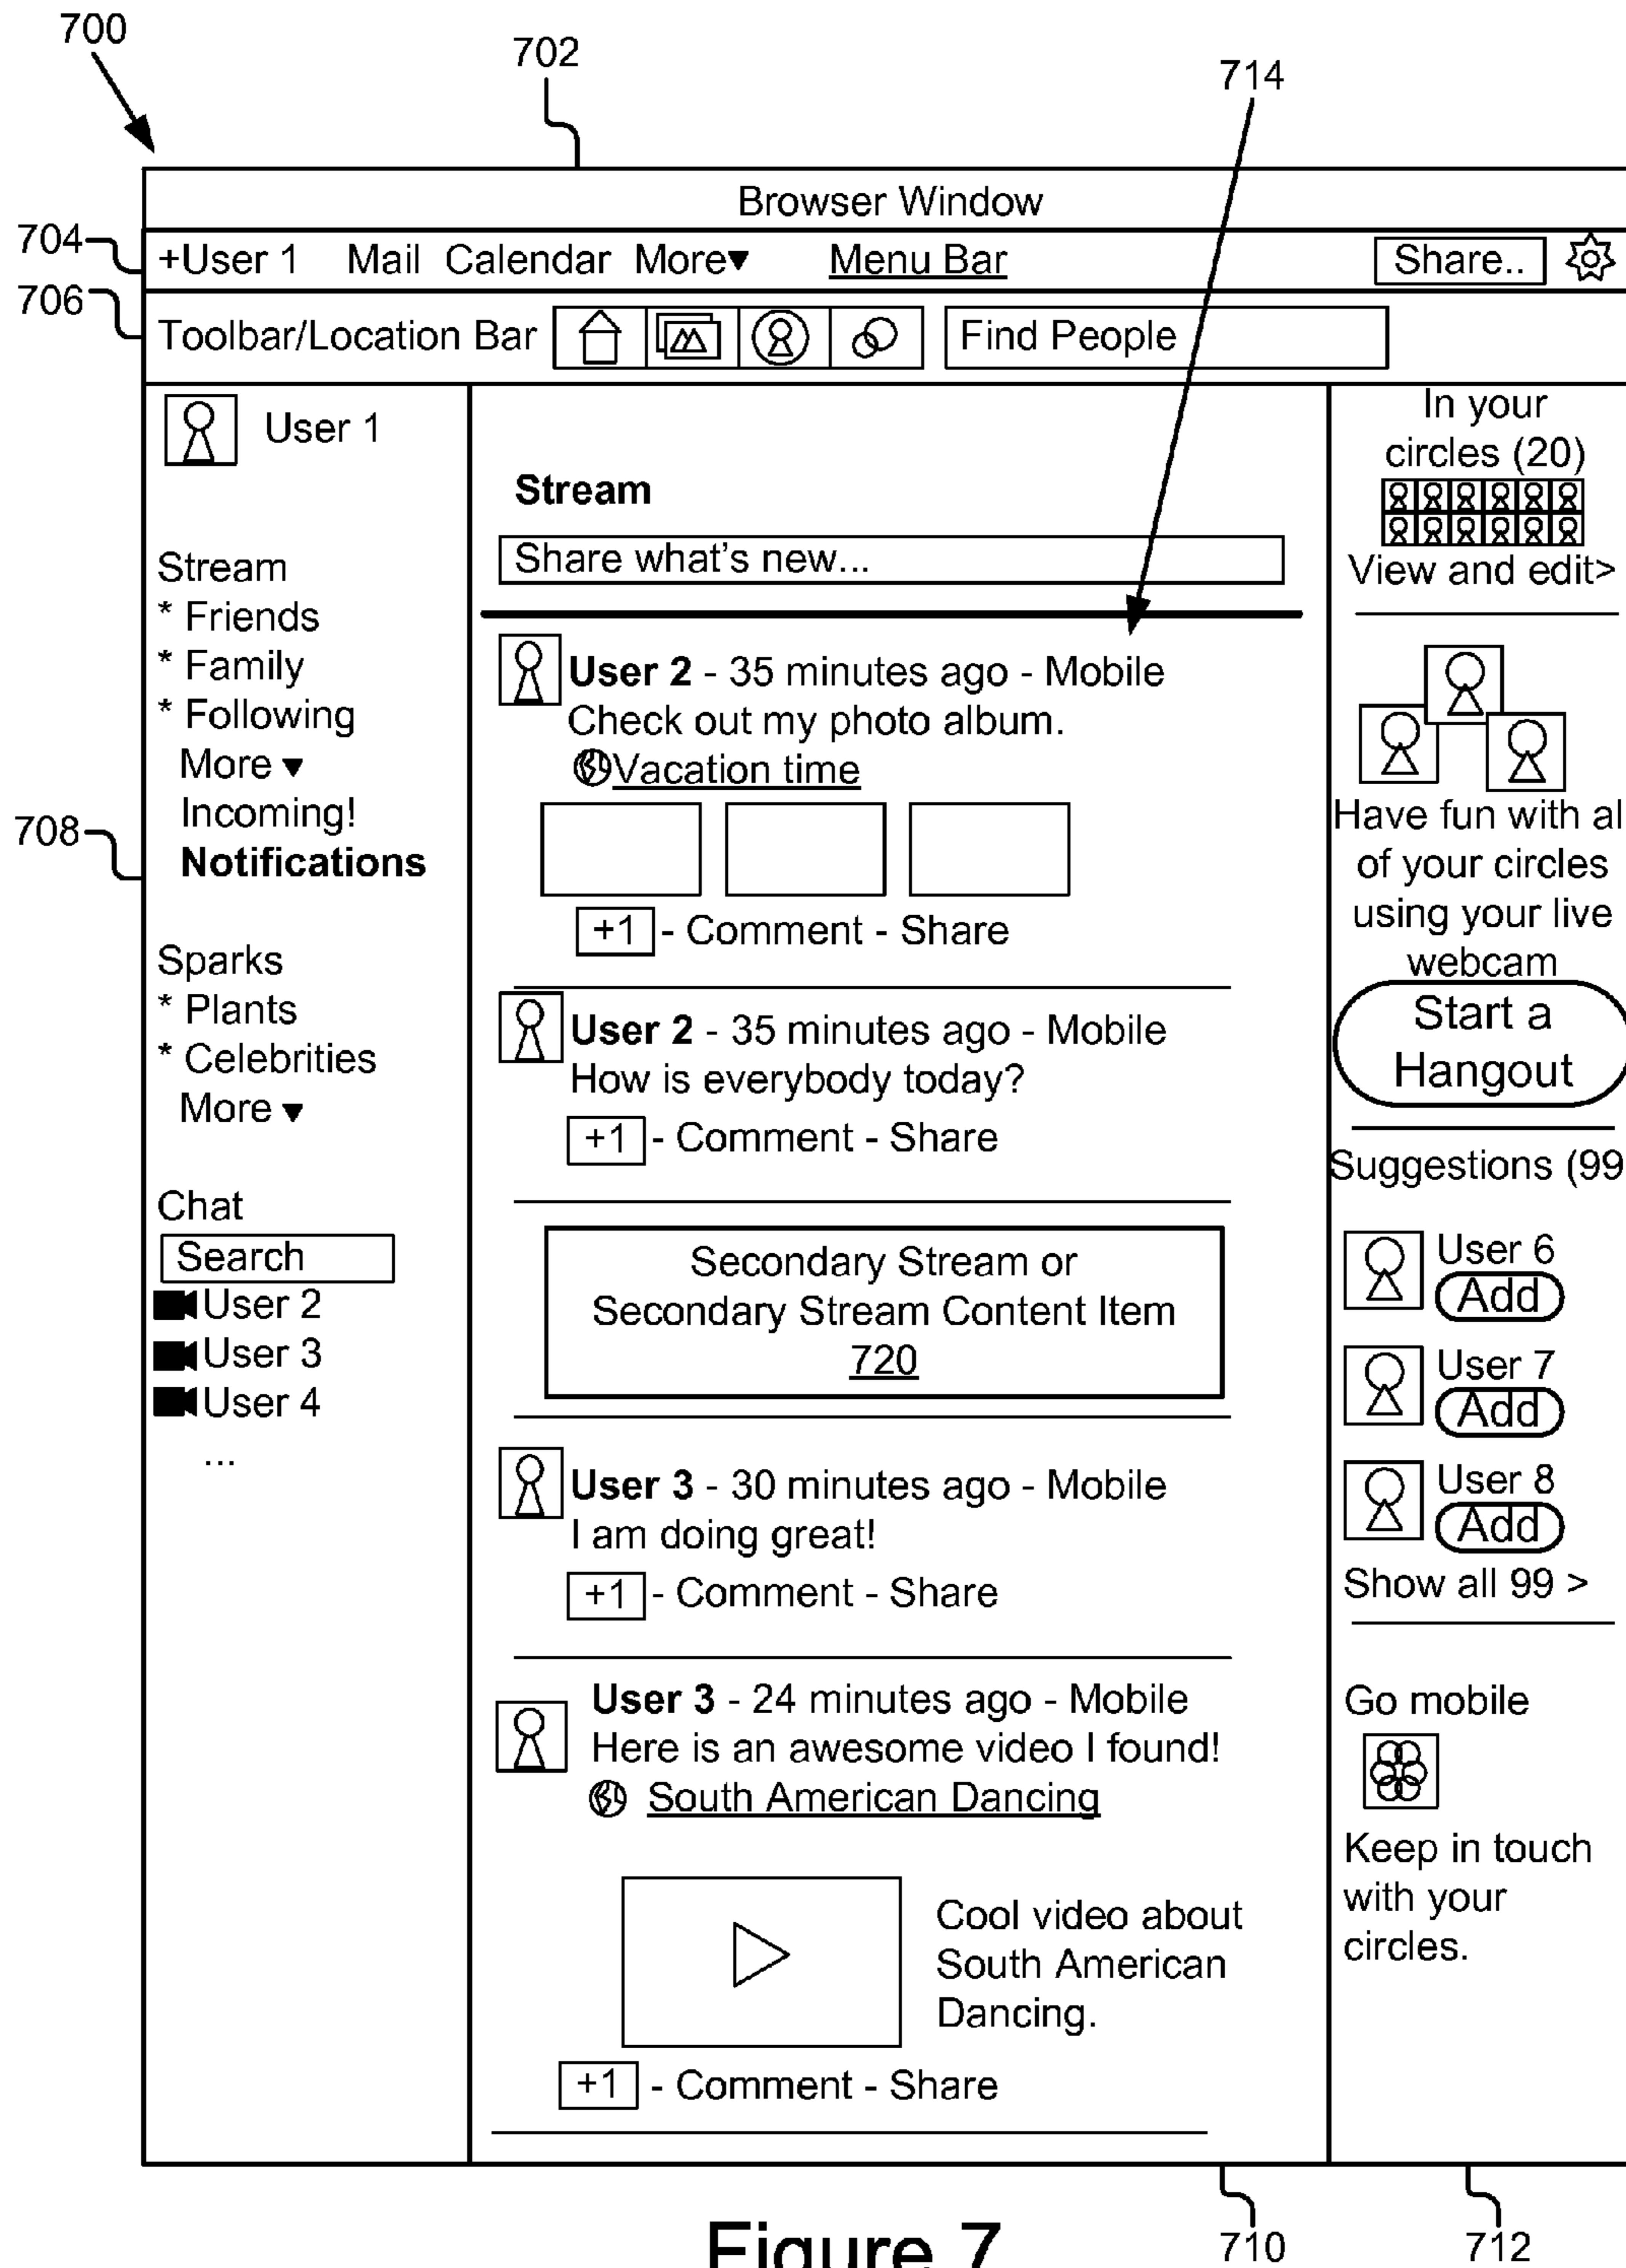 700
702
714
Browser Window
704
+User 1 Mail Calendar More▼ Menu Bar Share..
706
Toolbar/Location Bar Find People
User 1
Stream
* Friends
* Family
* Following
More ▼
Incoming!
708
Notifications
Sparks
* Plants
* Celebrities
More ▼
Chat
Search
User 2
User 3
User 4
...
Stream
Share what's new...
User 2 - 35 minutes ago - Mobile
Check out my photo album.
Vacation time
+1 - Comment - Share
User 2 - 35 minutes ago - Mobile
How is everybody today?
+1 - Comment - Share
Secondary Stream or
Secondary Stream Content Item
720
User 3 - 30 minutes ago - Mobile
I am doing great!
+1 - Comment - Share
User 3 - 24 minutes ago - Mobile
Here is an awesome video I found!
South American Dancing
Cool video about
South American
Dancing.
+1 - Comment - Share
In your
circles (20)
View and edit>
Have fun with al
of your circles
using your live
webcam
Start a
Hangout
Suggestions (99
User 6
Add
User 7
Add
User 8
Add
Show all 99 >
Go mobile
Keep in touch
with your
circles.
710
712
Figure 7